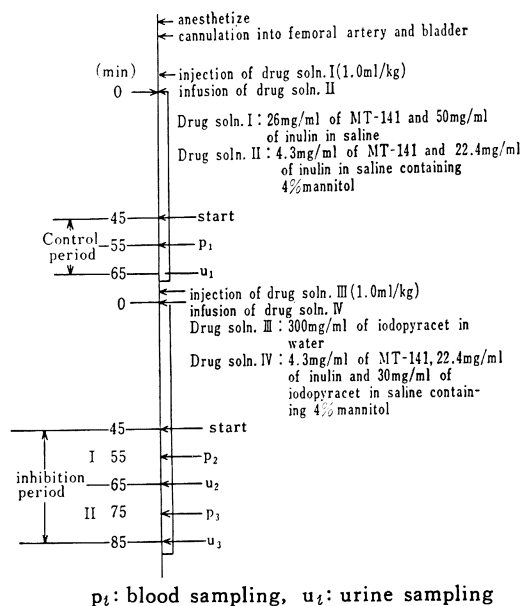 anesthetize
cannulation into femoral artery and bladder
(min)
injection of drug soln. I (1.0ml/kg)
0 infusion of drug soln. II
Drug soln. I : 26mg/ml of MT-141 and 50mg/ml
of inulin in saline
Drug soln. II : 4.3mg/ml of MT-141 and 22.4mg/ml
of inulin in saline containing
4% mannitol
45 start
Control
period
55 p₁
65 u₁
injection of drug soln. III (1.0ml/kg)
0 infusion of drug soln. IV
Drug soln. III : 300mg/ml of iodopyracet in
water
Drug soln. IV : 4.3mg/ml of MT-141, 22.4mg/ml
of inulin and 30mg/ml of
iodopyracet in saline contain-
ing 4% mannitol
45 start
I 55 p₂
inhibition
period
65 u₂
II 75 p₃
85 u₃
pᵢ: blood sampling, uᵢ: urine sampling